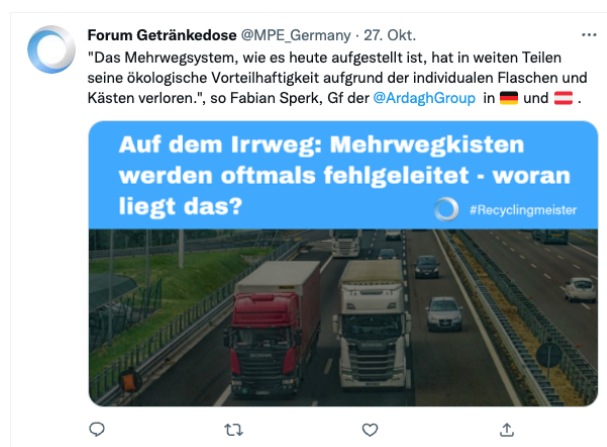 Forum Getränkedose @MPE_Germany · 27. Okt.
"Das Mehrwegsystem, wie es heute aufgestellt ist, hat in weiten Teilen
seine ökologische Vorteilhaftigkeit aufgrund der individualen Flaschen und
Kästen verloren.", so Fabian Sperk, Gf der @ArdaghGroup in 🇩🇪 und 🇦🇹 .
Auf dem Irrweg: Mehrwegkisten
werden oftmals fehlgeleitet - woran
liegt das?
#Recyclingmeister